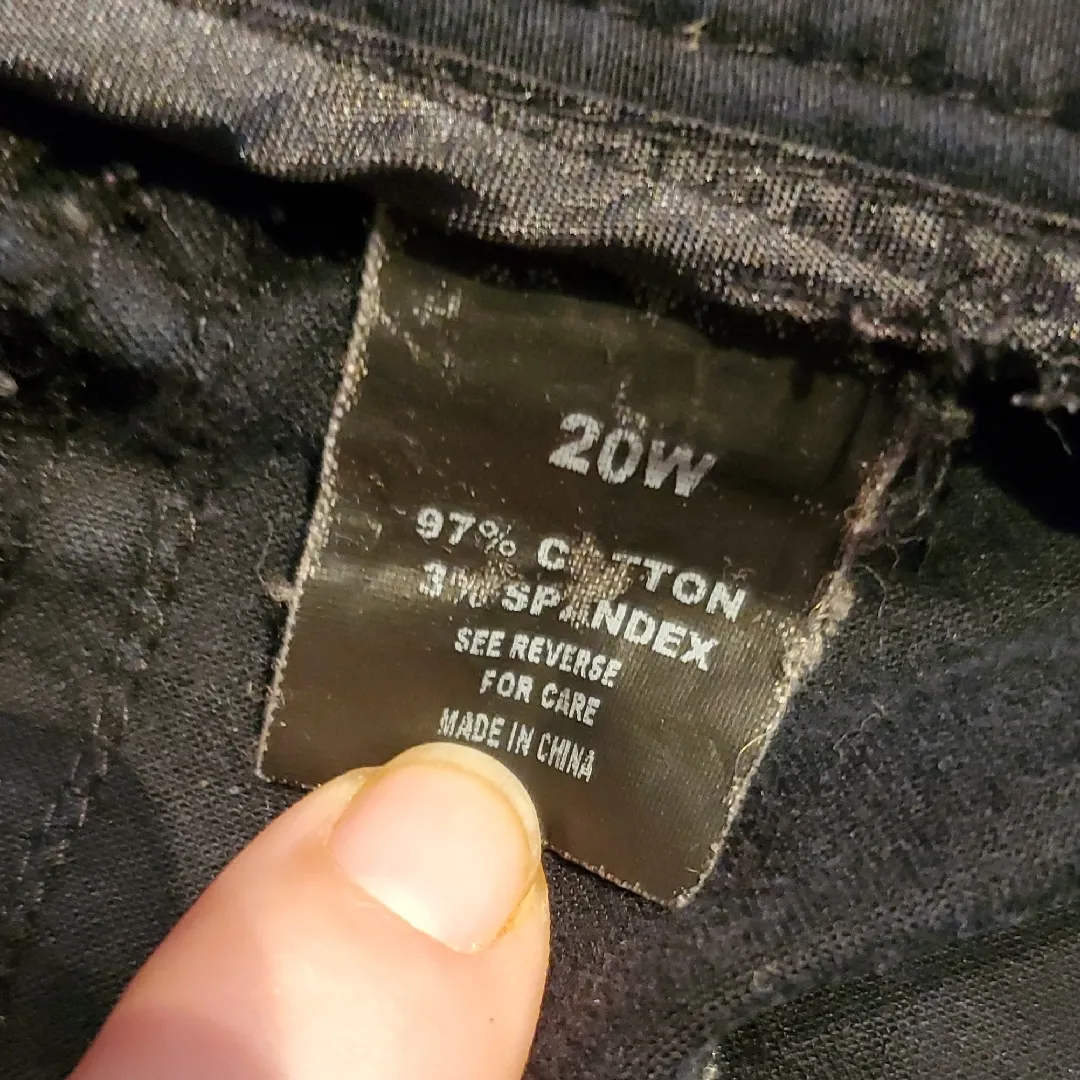 20W
97% COTTON
3% SPANDEX
SEE REVERSE
FOR CARE
MADE IN CHINA